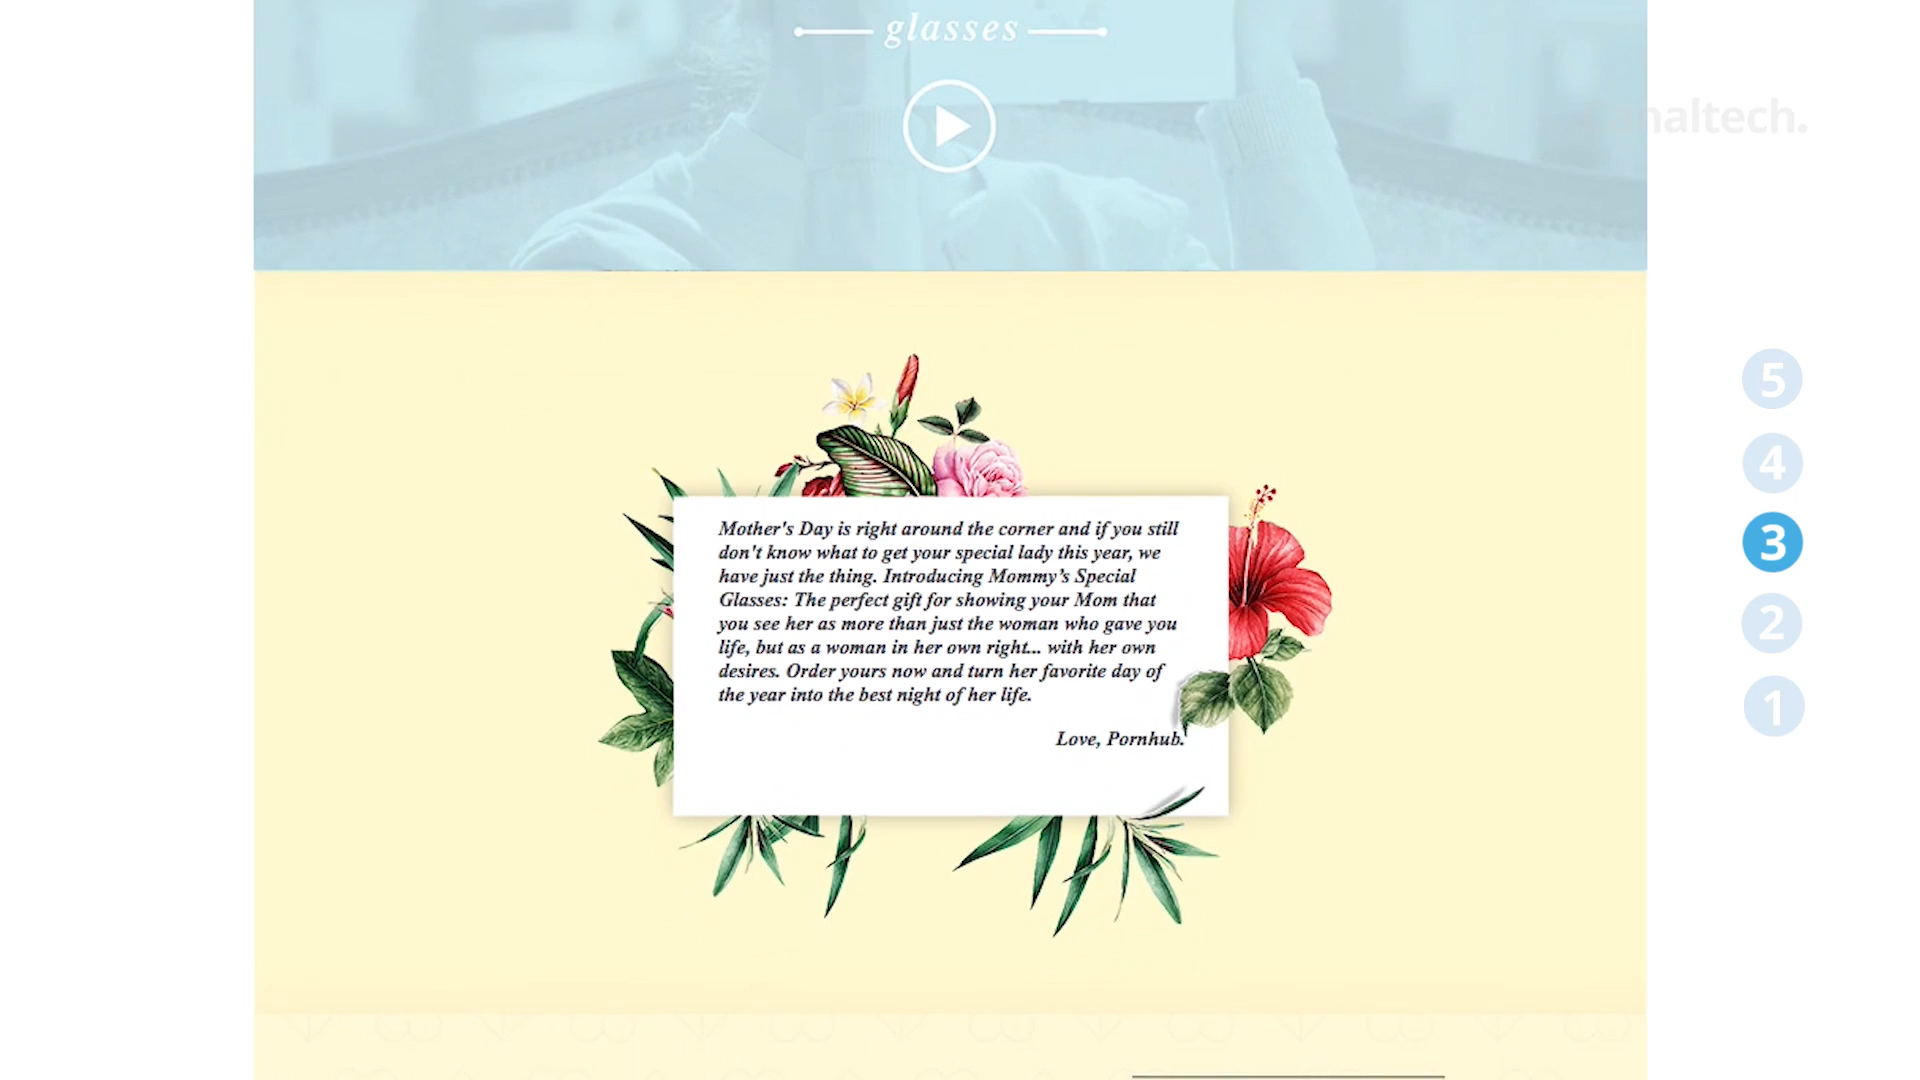 glasses
haltech.
Mother's Day is right around the corner and if you still
don't know what to get your special lady this year, we
have just the thing. Introducing Mommy’s Special
Glasses: The perfect gift for showing your Mom that
you see her as more than just the woman who gave you
life, but as a woman in her own right... with her own
desires. Order yours now and turn her favorite day of
the year into the best night of her life.
Love, Pornhub.
5
4
3
2
1